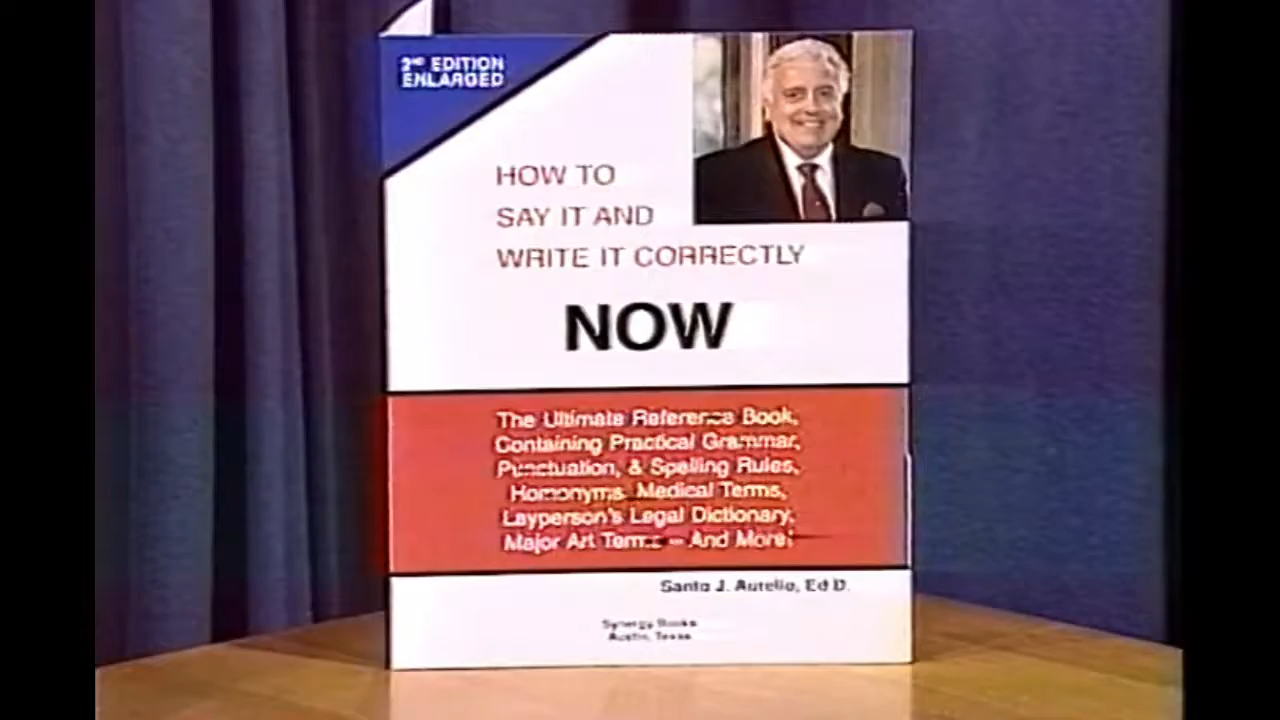 2ND EDITION
ENLARGED
HOW TO
SAY IT AND
WRITE IT CORRECTLY
NOW
The Ultimate Reference Book,
Containing Practical Grammar,
Punctuation, & Spelling Rules,
Homonyms, Medical Terms,
Layperson's Legal Dictionary,
Major Art Terms – And More!
Santo J. Aurelio, Ed D.
Synergy Books
Austin, Texas